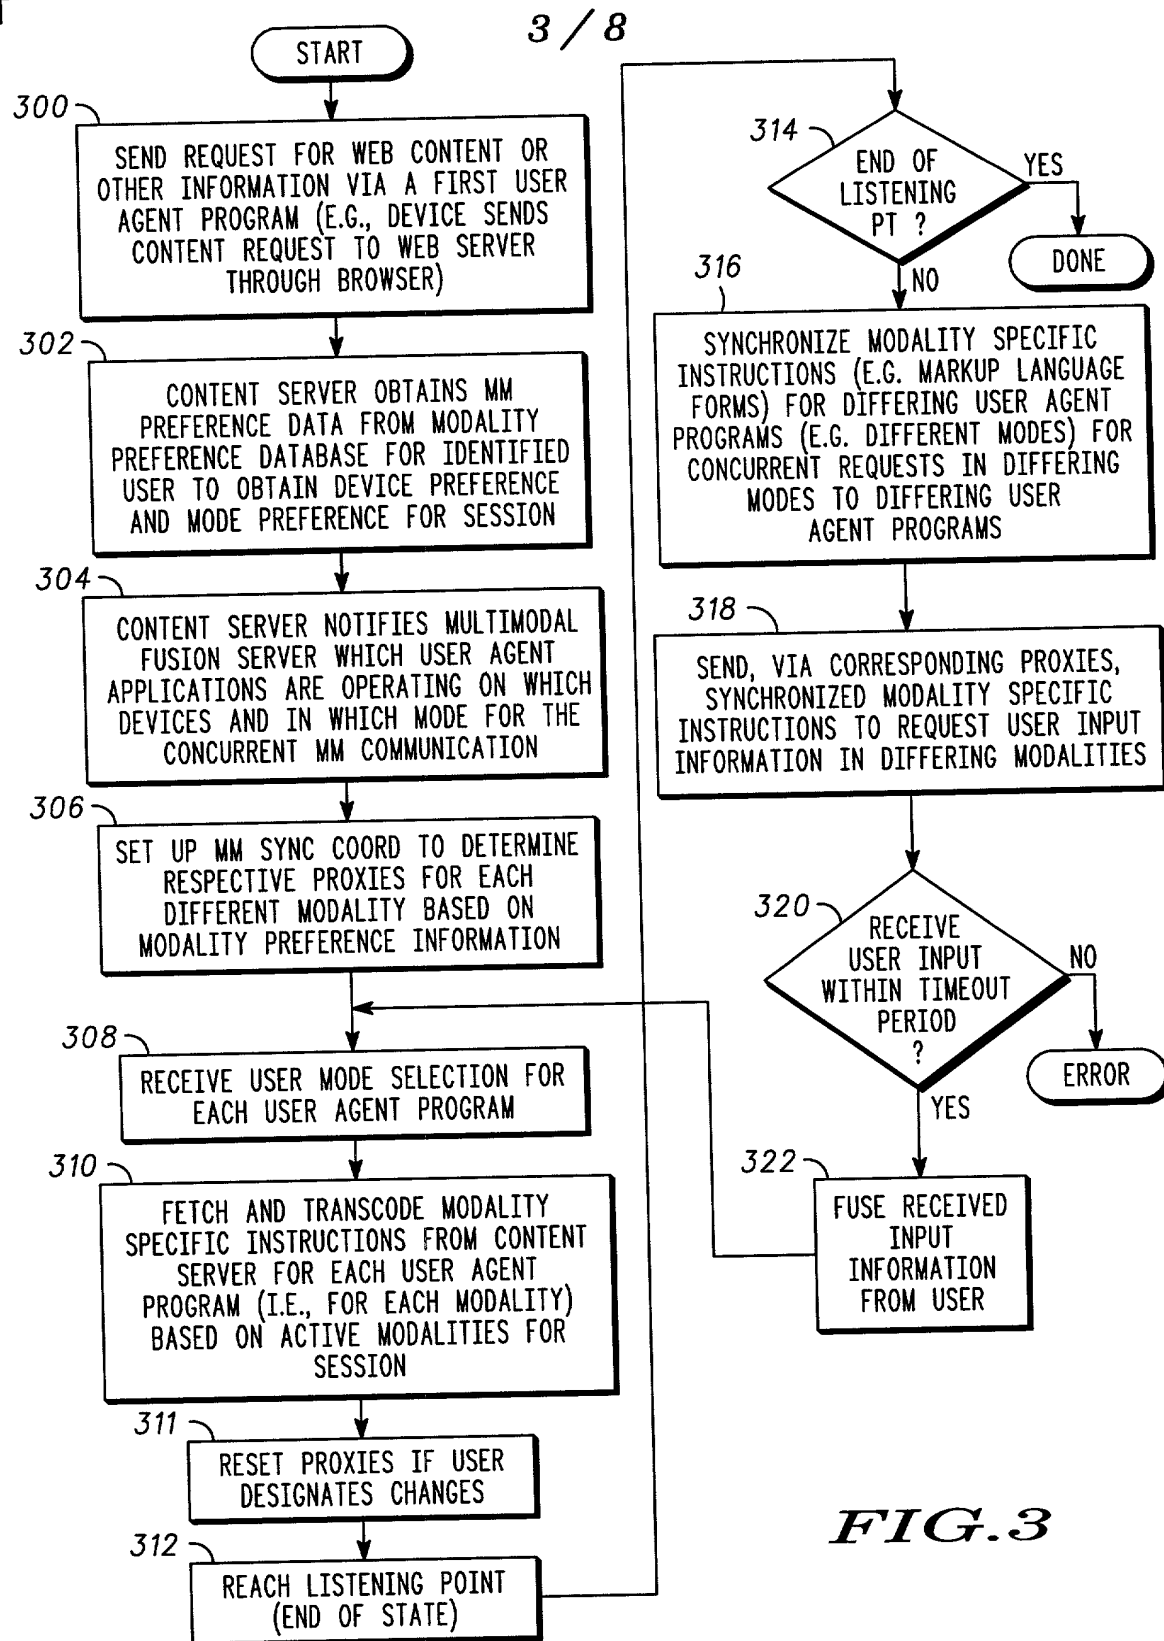 3/8
START
300
SEND REQUEST FOR WEB CONTENT OR
OTHER INFORMATION VIA A FIRST USER
AGENT PROGRAM (E.G., DEVICE SENDS
CONTENT REQUEST TO WEB SERVER
THROUGH BROWSER)
302
CONTENT SERVER OBTAINS MM
PREFERENCE DATA FROM MODALITY
PREFERENCE DATABASE FOR IDENTIFIED
USER TO OBTAIN DEVICE PREFERENCE
AND MODE PREFERENCE FOR SESSION
304
CONTENT SERVER NOTIFIES MULTIMODAL
FUSION SERVER WHICH USER AGENT
APPLICATIONS ARE OPERATING ON WHICH
DEVICES AND IN WHICH MODE FOR THE
CONCURRENT MM COMMUNICATION
306
SET UP MM SYNC COORD TO DETERMINE
RESPECTIVE PROXIES FOR EACH
DIFFERENT MODALITY BASED ON
MODALITY PREFERENCE INFORMATION
308
RECEIVE USER MODE SELECTION FOR
EACH USER AGENT PROGRAM
310
FETCH AND TRANSCODE MODALITY
SPECIFIC INSTRUCTIONS FROM CONTENT
SERVER FOR EACH USER AGENT
PROGRAM (I.E., FOR EACH MODALITY)
BASED ON ACTIVE MODALITIES FOR
SESSION
311
RESET PROXIES IF USER
DESIGNATES CHANGES
312
REACH LISTENING POINT
(END OF STATE)
314
END OF
LISTENING
PT ?
YES
DONE
NO
316
SYNCHRONIZE MODALITY SPECIFIC
INSTRUCTIONS (E.G. MARKUP LANGUAGE
FORMS) FOR DIFFERING USER AGENT
PROGRAMS (E.G. DIFFERENT MODES) FOR
CONCURRENT REQUESTS IN DIFFERING
MODES TO DIFFERING USER
AGENT PROGRAMS
318
SEND, VIA CORRESPONDING PROXIES,
SYNCHRONIZED MODALITY SPECIFIC
INSTRUCTIONS TO REQUEST USER INPUT
INFORMATION IN DIFFERING MODALITIES
320
RECEIVE
USER INPUT
WITHIN TIMEOUT
PERIOD
?
NO
ERROR
YES
322
FUSE RECEIVED
INPUT
INFORMATION
FROM USER
FIG.3